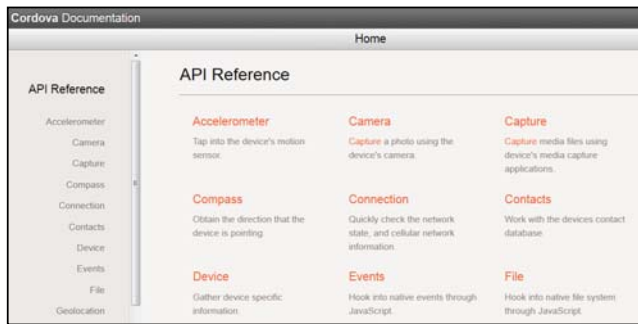 Cordova Documentation
Home
API Reference
Accelerometer
Camera
Capture
Compass
Connection
Contacts
Device
Events
File
Geolocation
API Reference
Accelerometer
Tap into the device's motion
sensor.
Camera
Capture a photo using the
device's camera.
Capture
Capture media files using
device's media capture
applications.
Compass
Obtain the direction that the
device is pointing.
Connection
Quickly check the network
state, and cellular network
information.
Contacts
Work with the devices contact
database.
Device
Gather device specific
information.
Events
Hook into native events through
JavaScript.
File
Hook into native file system
through JavaScript.